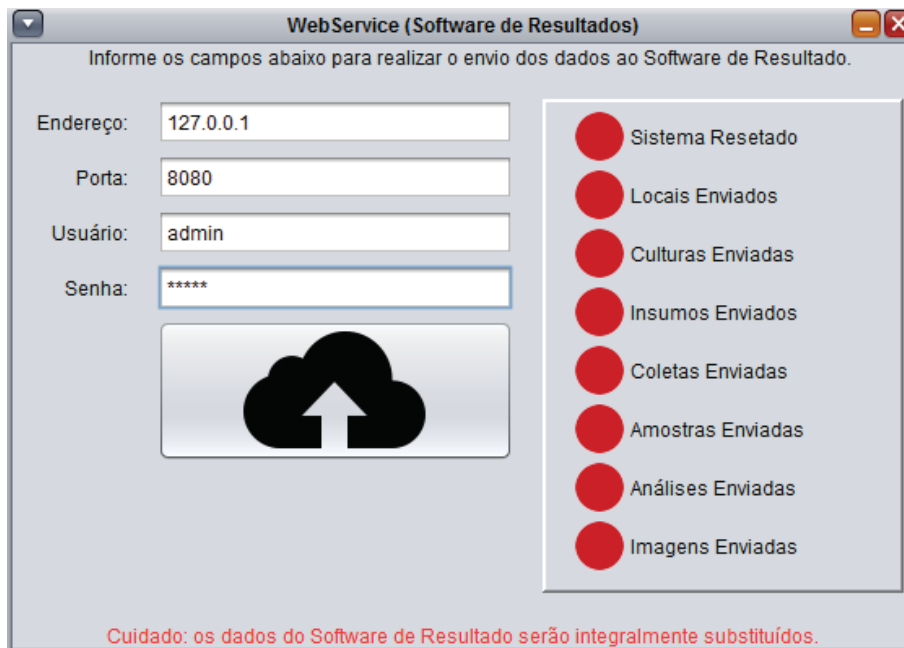 WebService (Software de Resultados)
Informe os campos abaixo para realizar o envio dos dados ao Software de Resultado.
Endereço: 127.0.0.1
Porta: 8080
Usuário: admin
Senha: *****
Sistema Resetado
Locais Enviados
Culturas Enviadas
Insumos Enviados
Coletas Enviadas
Amostras Enviadas
Análises Enviadas
Imagens Enviadas
Cuidado: os dados do Software de Resultado serão integralmente substituídos.